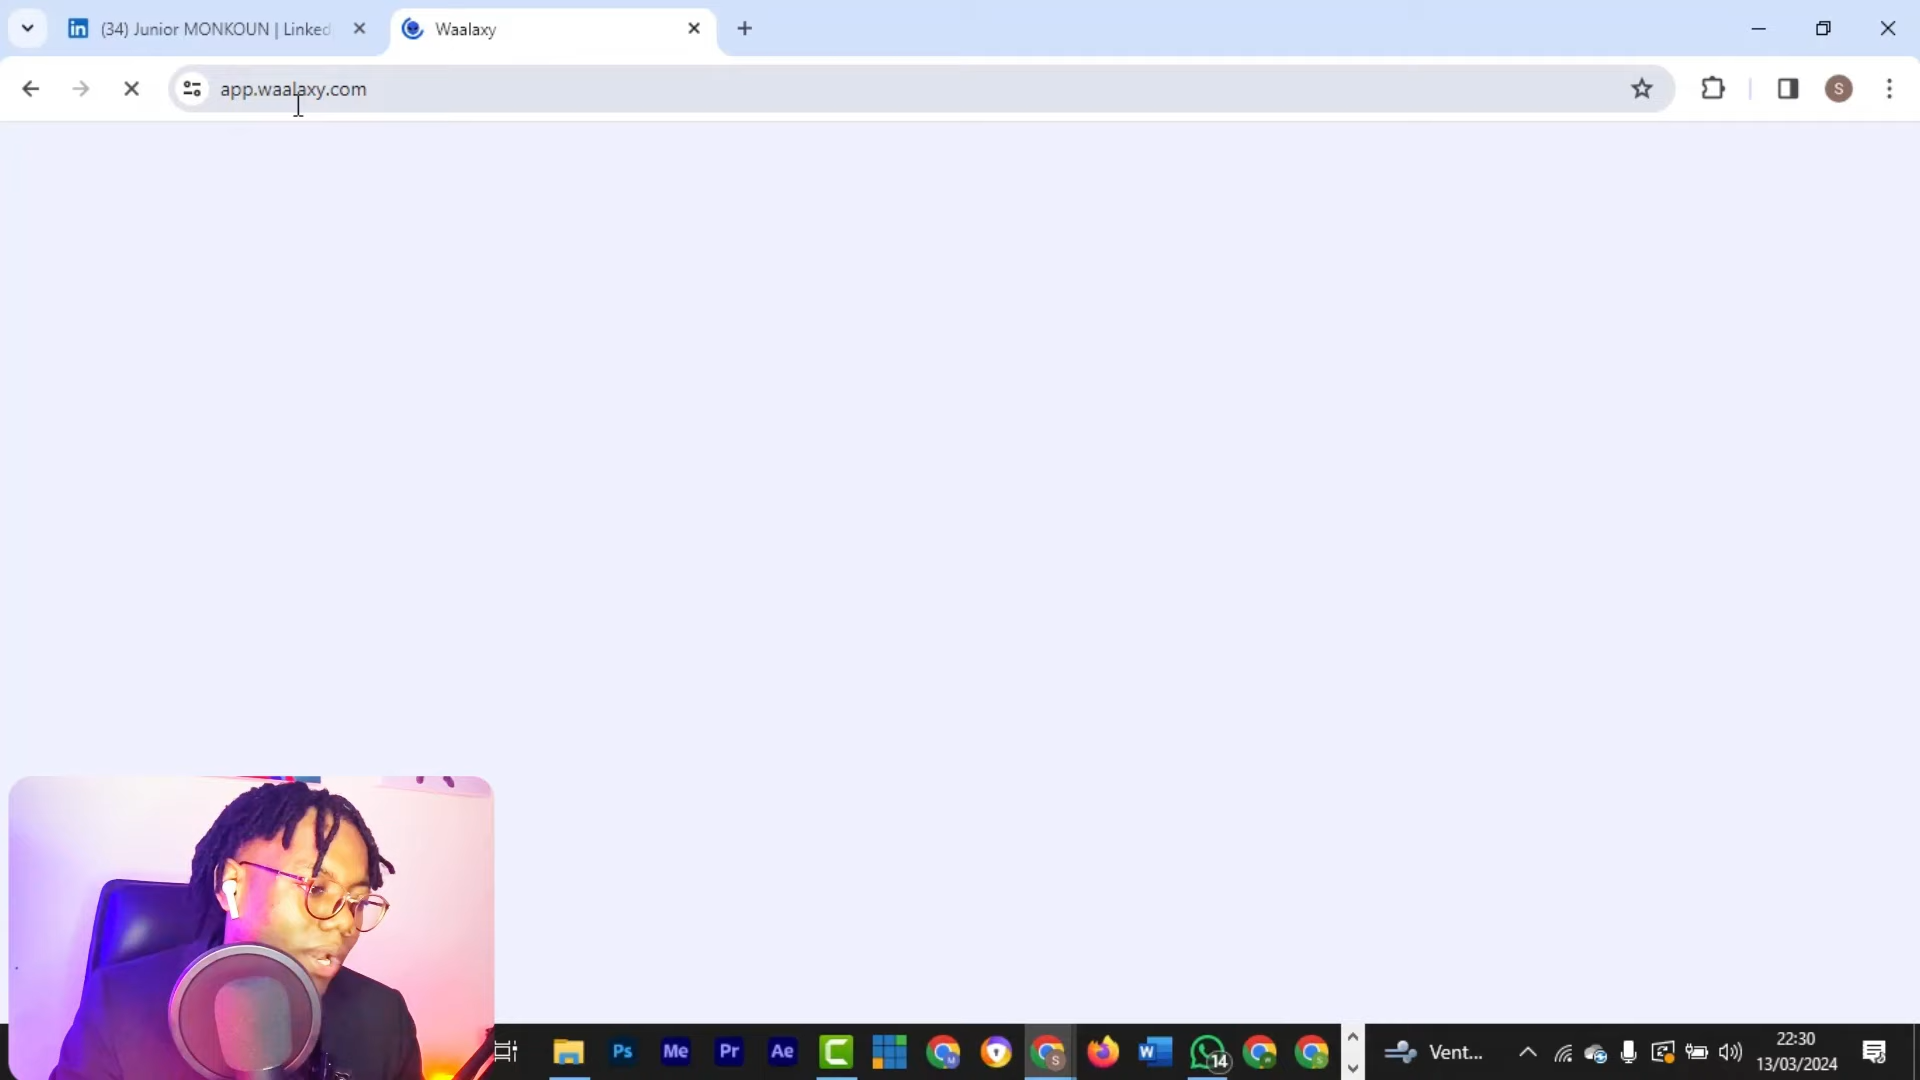 (34) Junior MONKOUN | Linked
Waalaxy
app.waalaxy.com
S
Ps
Me
Pr
Ae
W
14
Vent...
22:30
13/03/2024